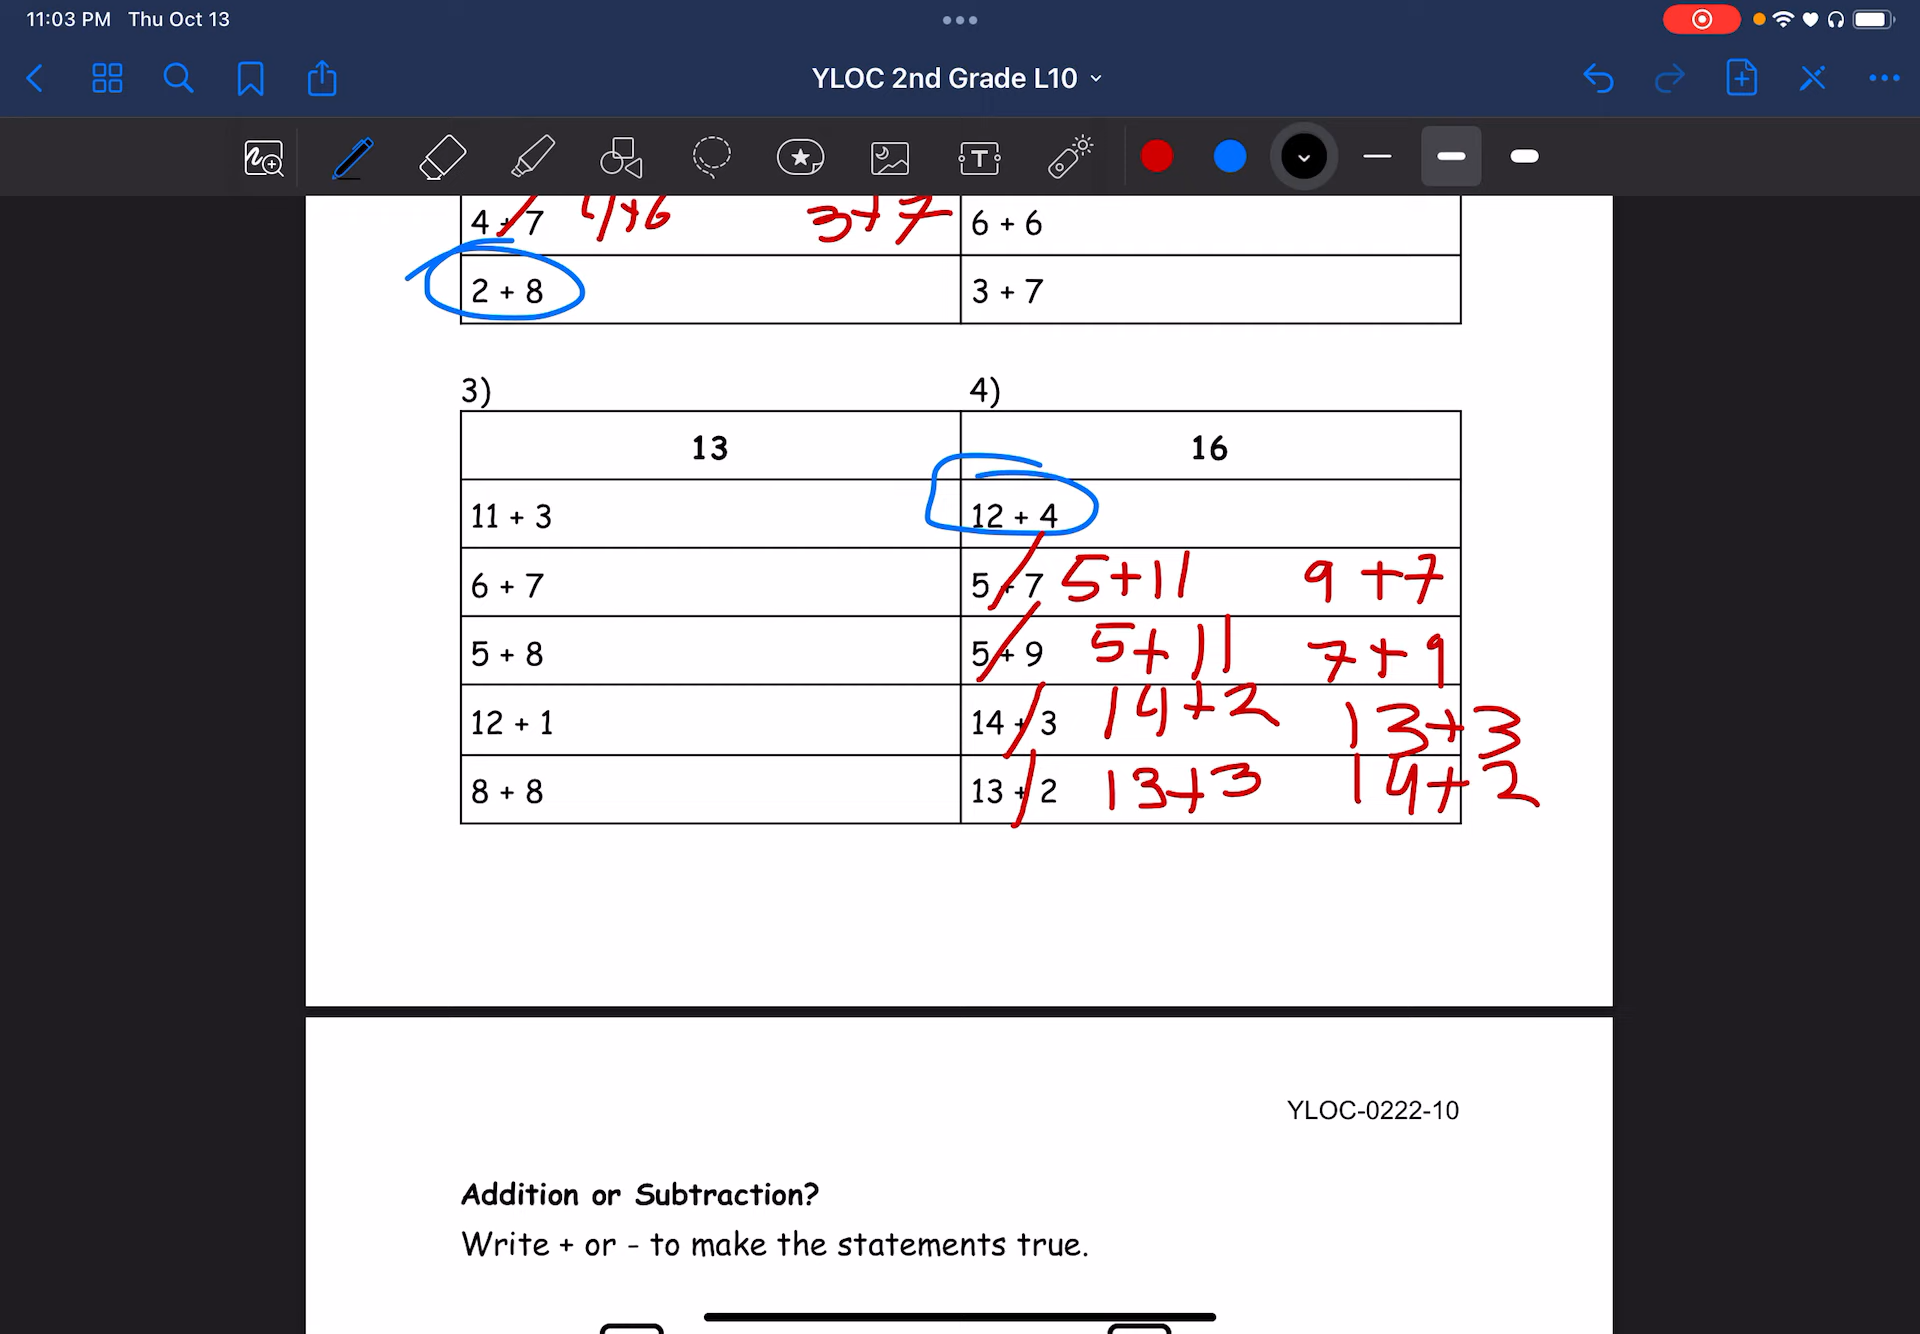 11:03 PM Thu Oct 13
YLOC 2nd Grade L10
T
4 + 7 4+6 3+7 6 + 6
2 + 8 3 + 7
3) 4)
13 16
11 + 3 12 + 4
6 + 7 5 + 7 5+11 9+7
5 + 8 5 + 9 5+11 7+9
12 + 1 14 + 3 14+2 13+3
8 + 8 13 + 2 13+3 14+2
YLOC-0222-10
Addition or Subtraction?
Write + or - to make the statements true.